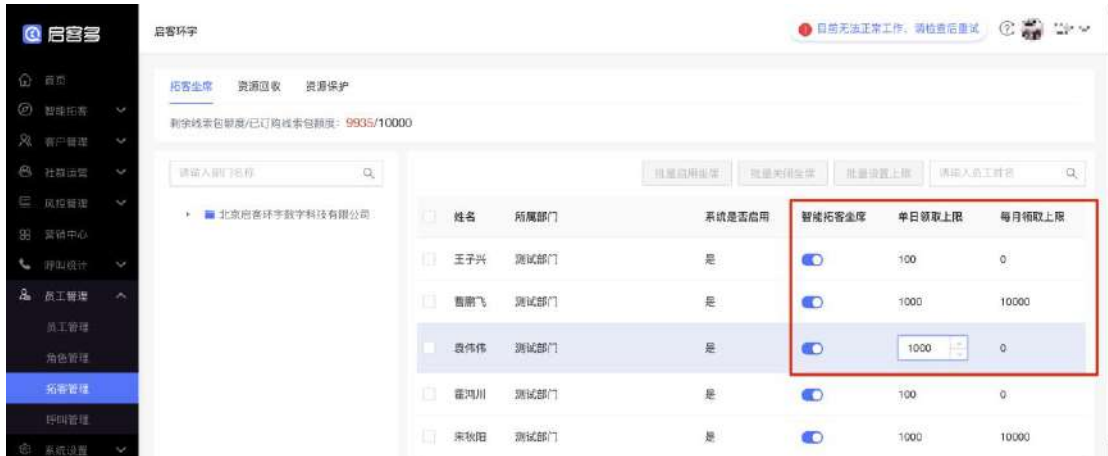 启客多
启客环宇
目前无法正常工作，请检查后重试
首页
智能拓客
客户管理
社群运营
风控管理
营销中心
呼叫统计
员工管理
员工管理
角色管理
拓客管理
呼叫管理
系统设置
拓客坐席 资源回收 资源保护
剩余线索包额度/已订购线索包额度：9935/10000
请输入部门名称
北京启客环宇数字科技有限公司
批量启用坐席 批量关闭坐席 批量设置上限 请输入员工姓名
姓名 所属部门 系统是否启用 智能拓客坐席 单日领取上限 每月领取上限
王子兴 测试部门 是 100 0
曹鹏飞 测试部门 是 1000 10000
袁伟伟 测试部门 是 1000 0
霍鸿川 测试部门 是 100 0
宋秋阳 测试部门 是 1000 10000